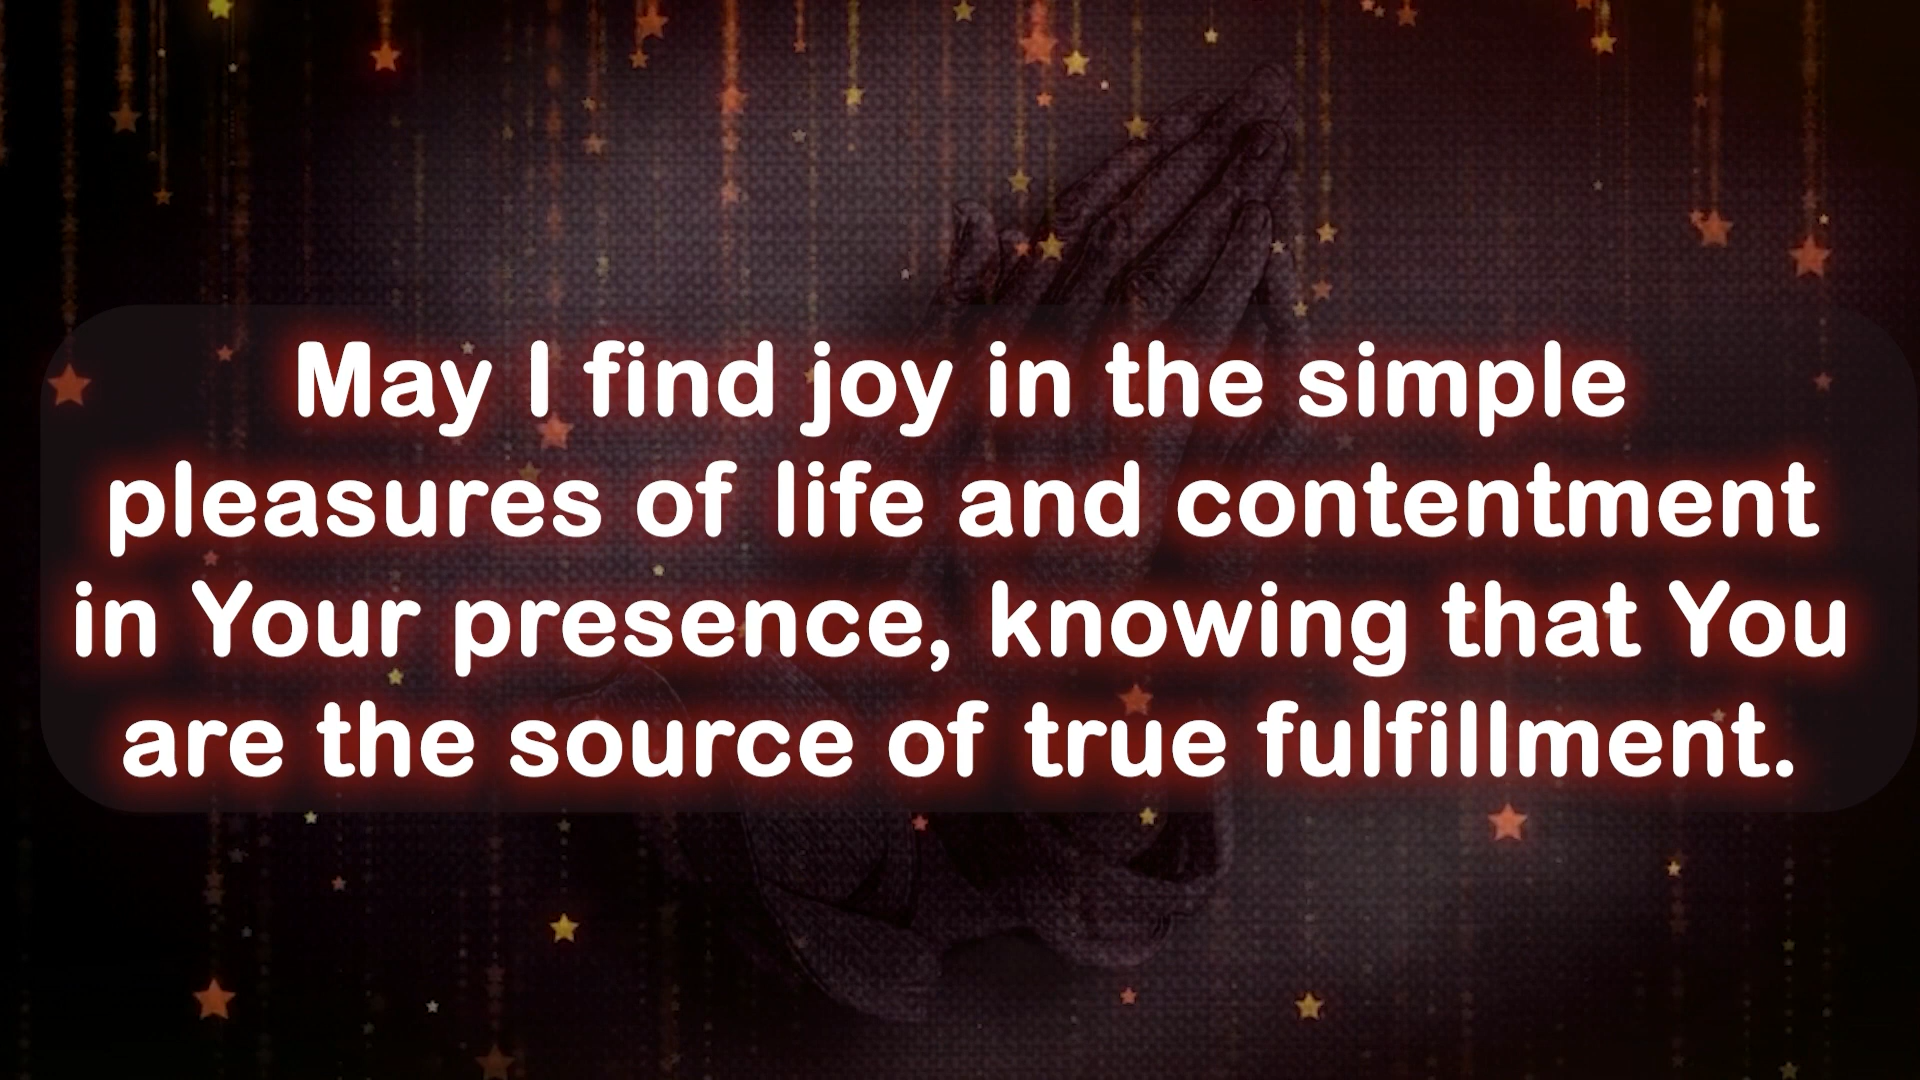 May I find joy in the simple
pleasures of life and contentment
in Your presence, knowing that You
are the source of true fulfillment.